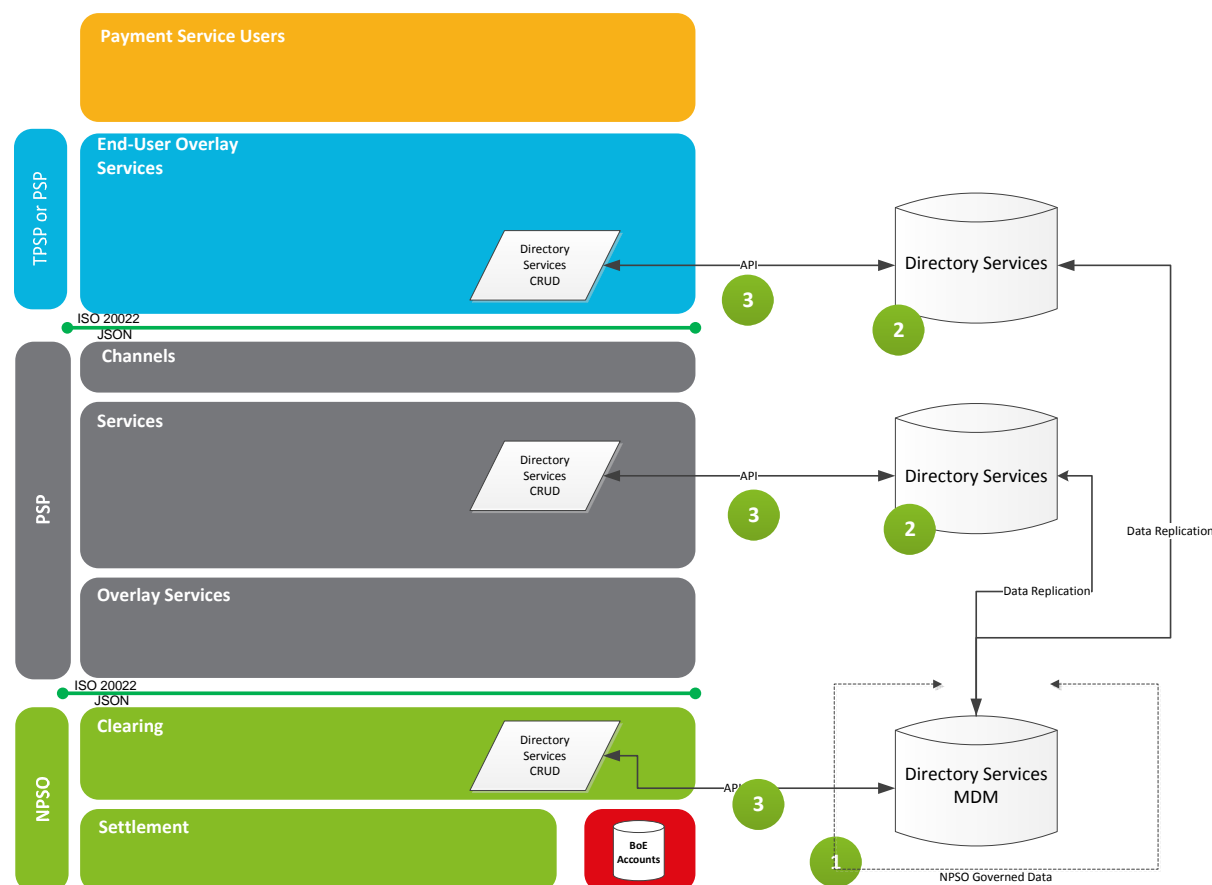 Payment Service Users
TPSP or PSP
End-User Overlay
Services
Directory
Services
CRUD
API
3
Directory Services
2
ISO 20022
JSON
PSP
Channels
Services
Directory
Services
CRUD
API
3
Directory Services
2
Data Replication
Data Replication
Overlay Services
ISO 20022
JSON
NPSO
Clearing
Directory
Services
CRUD
API
3
Directory Services
MDM
Settlement
BoE
Accounts
1
NPSO Governed Data